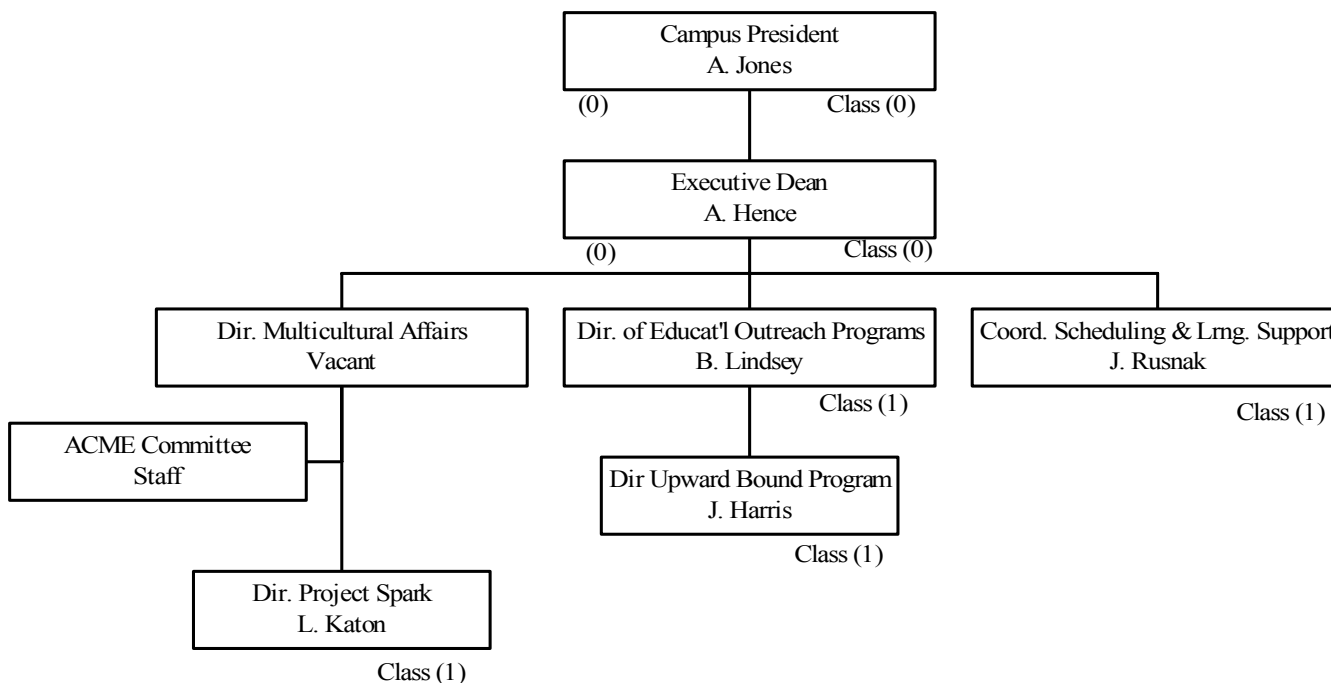 Campus President
A. Jones
(0) Class (0)
Executive Dean
A. Hence
(0) Class (0)
Dir. Multicultural Affairs
Vacant
Dir. of Educat'l Outreach Programs
B. Lindsey
Class (1)
Coord. Scheduling & Lrng. Support
J. Rusnak
Class (1)
ACME Committee
Staff
Dir Upward Bound Program
J. Harris
Class (1)
Dir. Project Spark
L. Katon
Class (1)